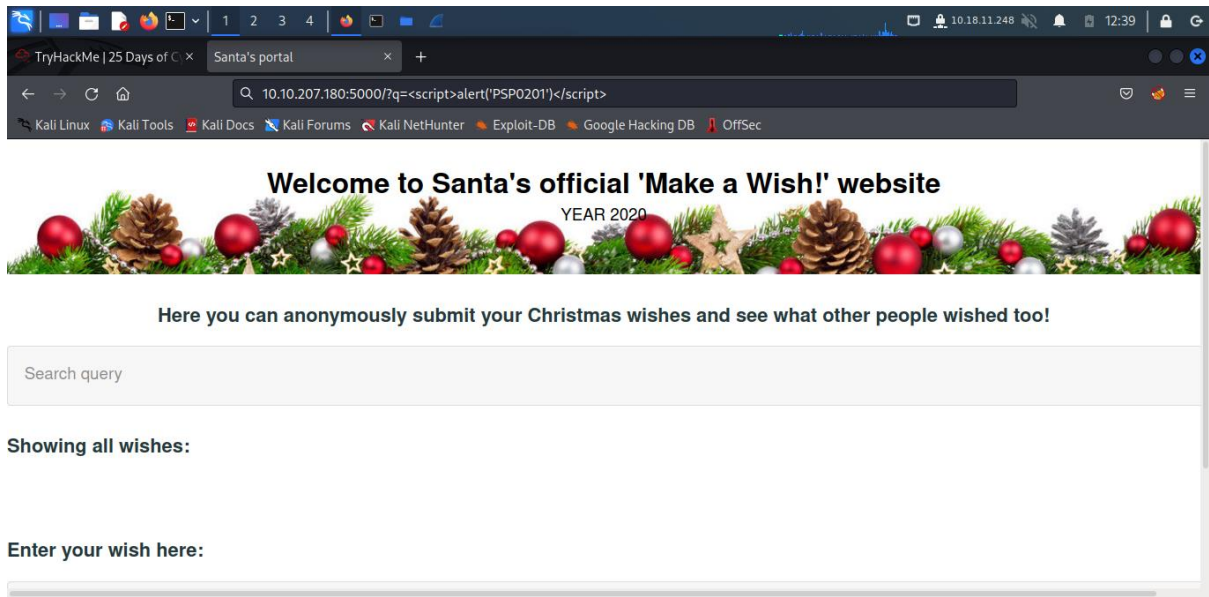 1 2 3 4 10.18.11.248 12:39
TryHackMe | 25 Days of C Santa's portal
10.10.207.180:5000/?q=<script>alert('PSP0201')</script>
Kali Linux Kali Tools Kali Docs Kali Forums Kali NetHunter Exploit-DB Google Hacking DB OffSec
Welcome to Santa's official 'Make a Wish!' website
YEAR 2020
Here you can anonymously submit your Christmas wishes and see what other people wished too!
Search query
Showing all wishes:
Enter your wish here: